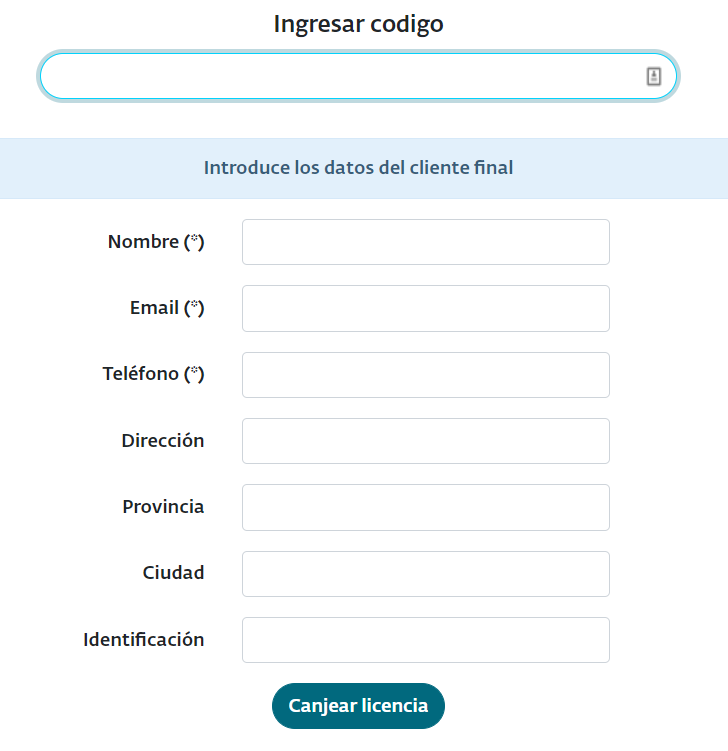 Ingresar codigo
Introduce los datos del cliente final
Nombre (*)
Email (*)
Teléfono (*)
Dirección
Provincia
Ciudad
Identificación
Canjear licencia